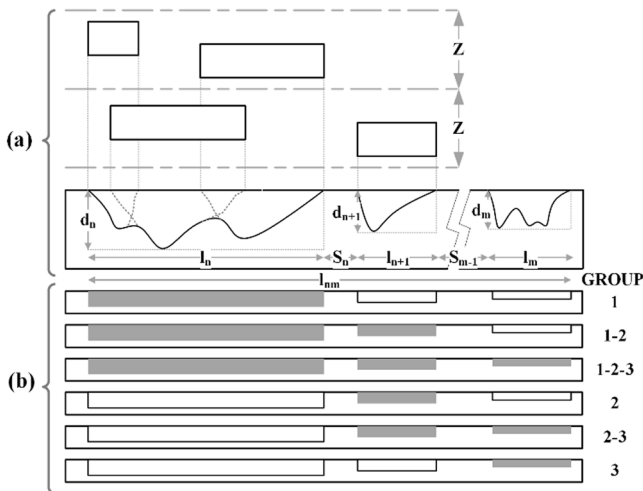 Z
Z
(a)
dn
dn+1
dm
ln
Sn
ln+1
Sm-1
lm
lnm
GROUP
1
1-2
1-2-3
(b)
2
2-3
3